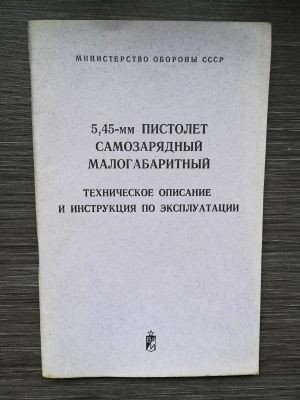 МИНИСТЕРСТВО ОБОРОНЫ СССР
5,45-мм ПИСТОЛЕТ
САМОЗАРЯДНЫЙ
МАЛОГАБАРИТНЫЙ
ТЕХНИЧЕСКОЕ ОПИСАНИЕ
И ИНСТРУКЦИЯ ПО ЭКСПЛУАТАЦИИ